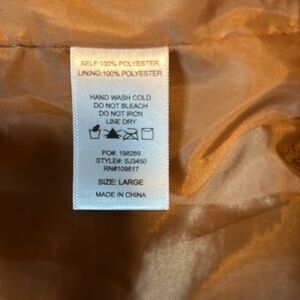 SELF:100% POLYESTER
LINING:100% POLYESTER
HAND WASH COLD
DO NOT BLEACH
DO NOT IRON
LINE DRY
PO#: 198269
STYLE#: SJ3450
RN#109617
SIZE: LARGE
MADE IN CHINA